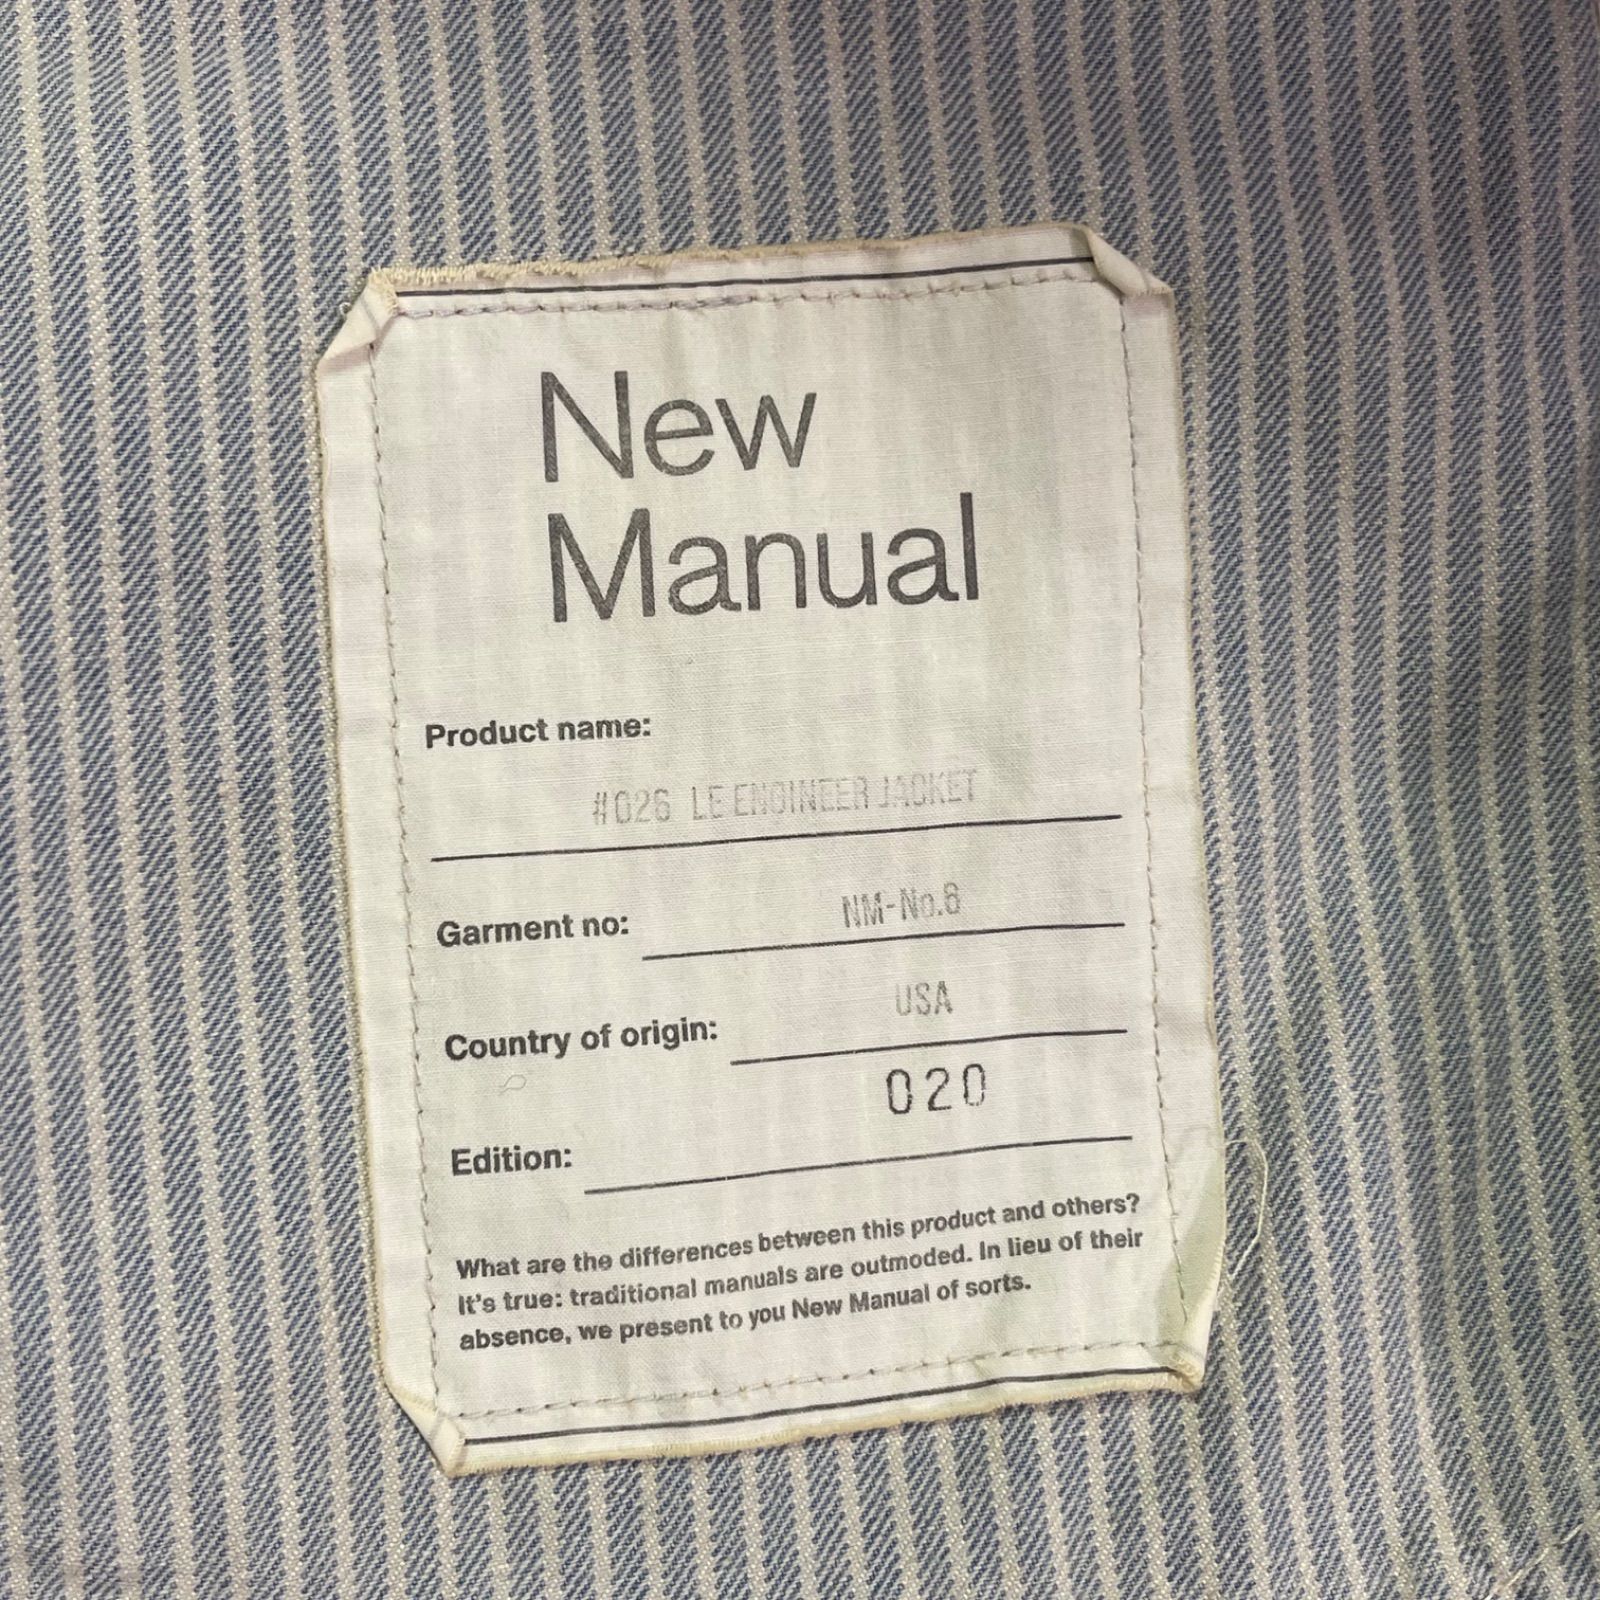 New
Manual
Product name:
#026 LE ENGINEER JACKET
Garment no:
NM-No.6
Country of origin:
USA
020
Edition:
What are the differences between this product and others?
It's true: traditional manuals are outmoded. In lieu of their
absence, we present to you New Manual of sorts.